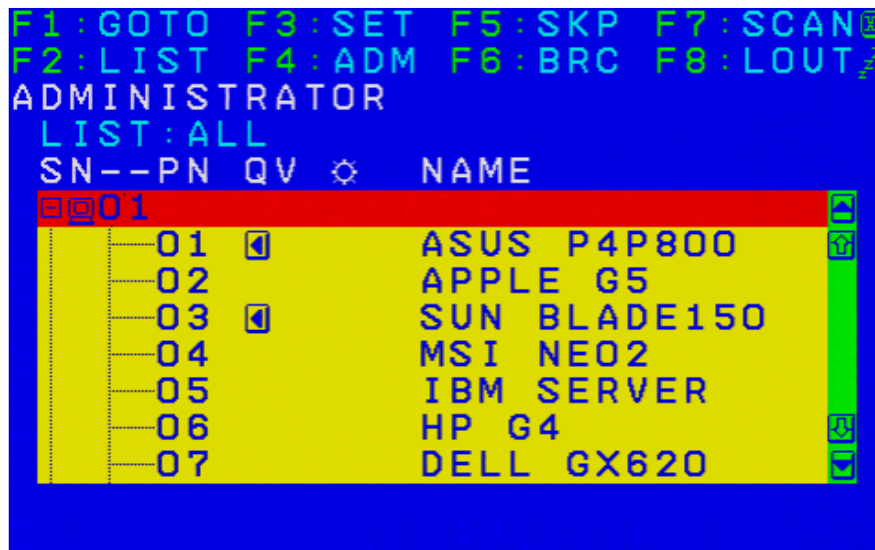 F1:GOTO F3:SET F5:SKP F7:SCAN
F2:LIST F4:ADM F6:BRC F8:LOUT
ADMINISTRATOR
LIST:ALL
SN--PN QV ☼ NAME
01
01 ASUS P4P800
02 APPLE G5
03 SUN BLADE150
04 MSI NEO2
05 IBM SERVER
06 HP G4
07 DELL GX620